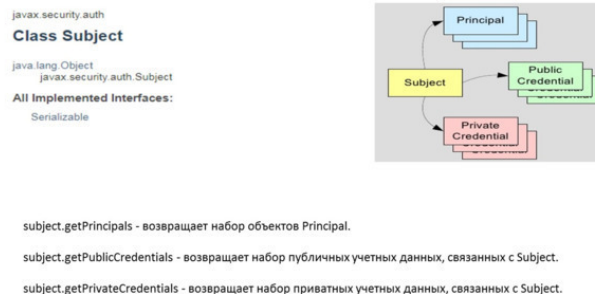 javax.security.auth
Class Subject
java.lang.Object
javax.security.auth.Subject
All Implemented Interfaces:
Serializable
Principal
Subject
Public
Credential
Private
Credential
subject.getPrincipals - возвращает набор объектов Principal.
subject.getPublicCredentials - возвращает набор публичных учетных данных, связанных с Subject.
subject.getPrivateCredentials - возвращает набор приватных учетных данных, связанных с Subject.